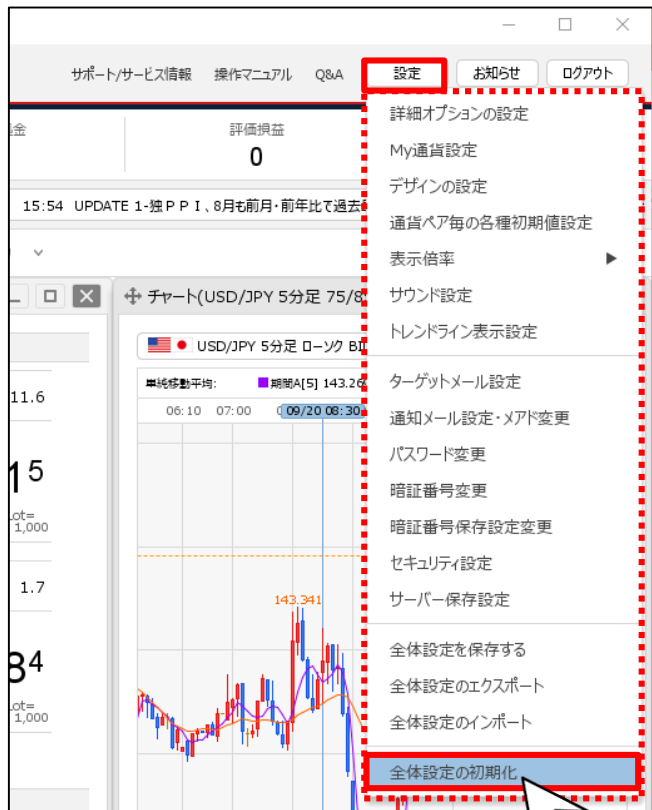 サポート/サービス情報 操作マニュアル Q&A 設定 お知らせ ログアウト
金 評価損益
0
15:54 UPDATE 1-独ＰＰＩ、8月も前月・前年比で過去
チャート(USD/JPY 5分足 75/8
USD/JPY 5分足 ローソク BI
単純移動平均: 期間A[5] 143.26
06:10 07:00 09/20 08:30
143.341
11.6
15
Lot=
1,000
1.7
84
Lot=
1,000
詳細オプションの設定
My通貨設定
デザインの設定
通貨ペア毎の各種初期値設定
表示倍率
サウンド設定
トレンドライン表示設定
ターゲットメール設定
通知メール設定・メアド変更
パスワード変更
暗証番号変更
暗証番号保存設定変更
セキュリティ設定
サーバー保存設定
全体設定を保存する
全体設定のエクスポート
全体設定のインポート
全体設定の初期化